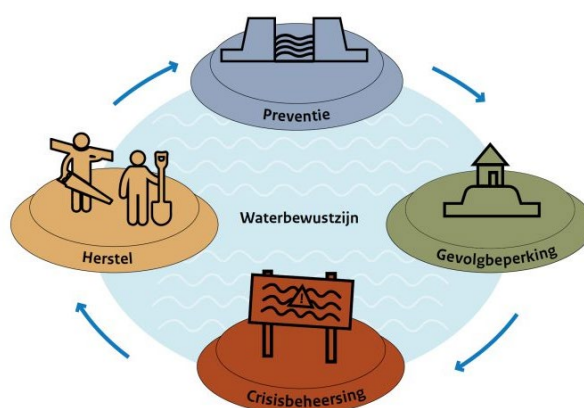 Preventie
Gevolgbeperking
Crisisbeheersing
Herstel
Waterbewustzijn